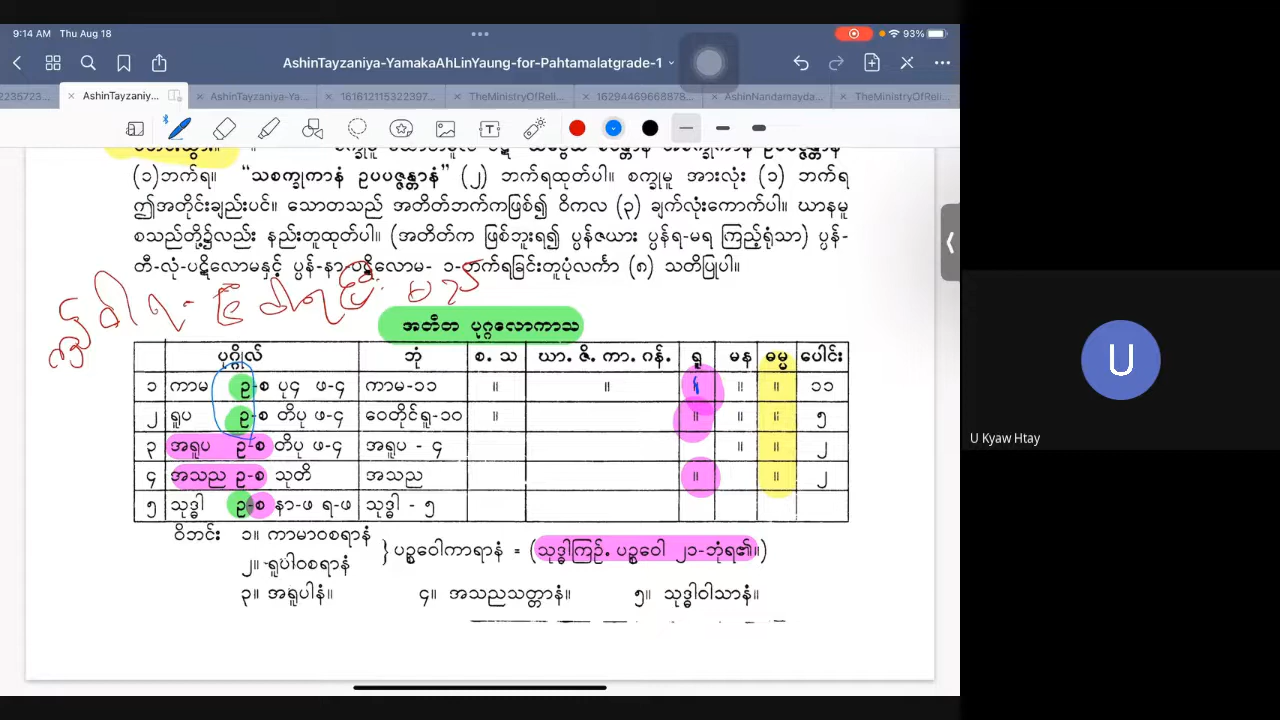 9:14 AM Thu Aug 18
93%
AshinTayzaniya-YamakaAhLinYaung-for-Pahtamalatgrade-1
2235723... AshinTayzaniy... AshinTayzaniya-Ya... 161612115322397... TheMinistryOfReli... 16294469668878... AshinNandamayda... TheMinistryOfReli...
(၁)ဘက်ရ။ “သစက္ခုကာနံ ဥပပဇ္ဇန္တာနံ” (၂) ဘက်ရထုတ်ပါ။ စက္ခုမူ အားလုံး (၁) ဘက်ရ
ဤအတိုင်းချည်းပင်။ သောတသည် အတိတ်ဘက်ကဖြစ်၍ ဝိကလ (၃) ချက်လုံးကောက်ပါ။ ဃာနမူ
စသည်တို့၌လည်း နည်းတူထုတ်ပါ။ (အတိတ်က ဖြစ်ဘူးရ၍ ပွန်ဇယား ပွန်ရ-မရ ကြည့်ရုံသာ) ပွန်-
တီ-လုံ-ပဋိလောမနှင့် ပွန်-နာ-ပဋိလောမ- ၁-ဘက်ရခြင်းတူပုံလင်္ကာ (၈) သတိပြုပါ။
အတီတ ပုဂ္ဂလောကာသ
ပုဂ္ဂိုလ် ဘုံ စ. သ ဃာ. ဇိ. ကာ. ဂန်. ရူ မန ဓမ္မ ပေါင်း
၁ ကာမ ဥ-စ ပု၄ ဖ-၄ ကာမ-၁၁ ။ ။ ။ ။ ၁၁
၂ ရူပ ဥ-စ တိပု ဖ-၄ ဝေတိုင်ရူ-၁၀ ။ ။ ။ ။ ၅
၃ အရူပ ဥ-စ တိပု ဖ-၄ အရူပ - ၄ ။ ။ ၂
၄ အသည ဥ-စ သုတိ အသည ။ ။ ၂
၅ သုဒ္ဓါ ဥ-စ နာ-ဖ ရ-ဖ သုဒ္ဓါ - ၅
ဝိဘင်း ၁။ ကာမာဝစရာနံ
၂။ ရူပါဝစရာနံ } ပဉ္စဝေါကာရာနံ = (သုဒ္ဓါကြဉ်. ပဉ္စဝေါ ၂၁-ဘုံရ၏။)
၃။ အရူပါနံ။ ၄။ အသညသတ္တာနံ။ ၅။ သုဒ္ဓါဝါသာနံ။
U
U Kyaw Htay